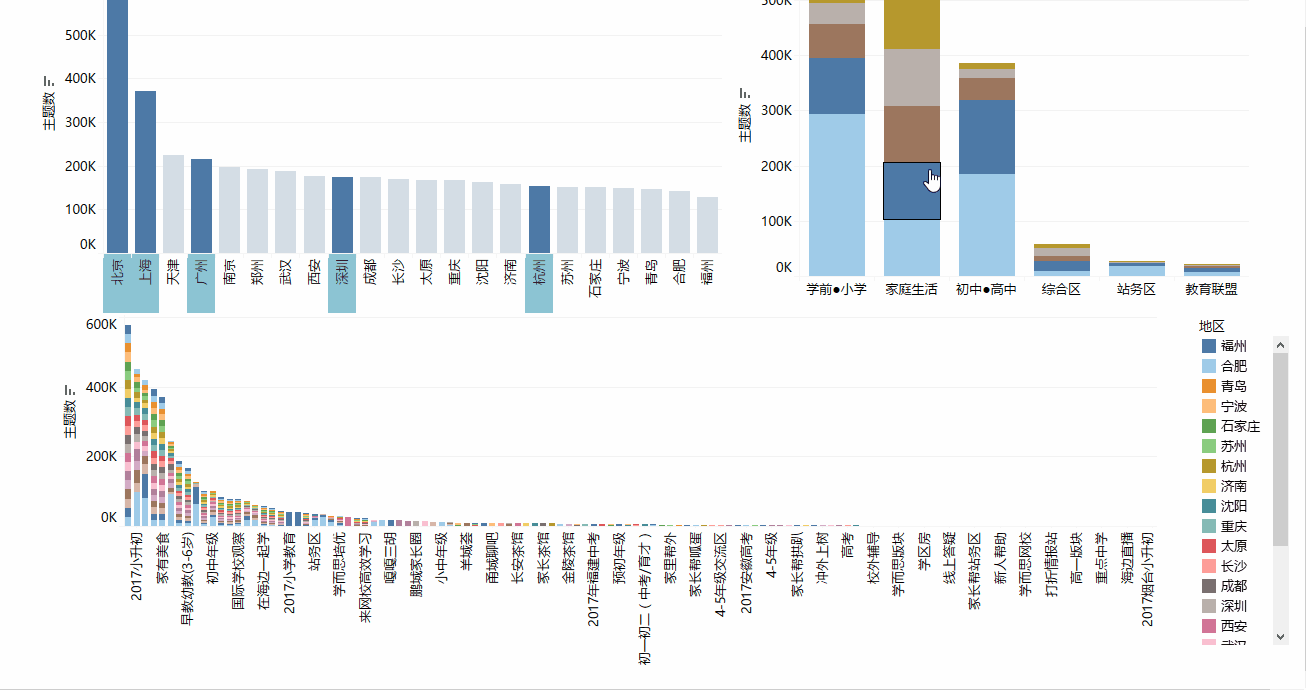 500K
400K
300K
200K
100K
0K
主题数
北京
上海
天津
广州
南京
郑州
武汉
西安
深圳
成都
长沙
太原
重庆
沈阳
济南
杭州
苏州
石家庄
宁波
青岛
合肥
福州
500K
400K
300K
200K
100K
0K
主题数
学前●小学
家庭生活
初中●高中
综合区
站务区
教育联盟
600K
400K
200K
0K
主题数
2017小升初
家有美食
早教幼教(3-6岁)
初中年级
国际学校观察
在海边一起学
2017小学教育
站务区
学而思培优
来网校高效学习
嘎嘎三胡
鹏城家长圈
小中年级
羊城荟
甬城聊吧
长安茶馆
家长茶馆
金陵茶馆
2017年福建中考
预初年级
初一初二（中考/育才）
家里帮外
家长帮呱蛋
4-5年级交流区
2017安徽高考
4-5年级
家长帮拱趴
冲外上树
高考
校外辅导
学而思版块
学区房
线上答疑
家长帮站务区
新人帮助
学而思网校
打折情报站
高一版块
重点中学
海边直播
2017烟台小升初
地区
福州
合肥
青岛
宁波
石家庄
苏州
杭州
济南
沈阳
重庆
太原
长沙
成都
深圳
西安
武汉